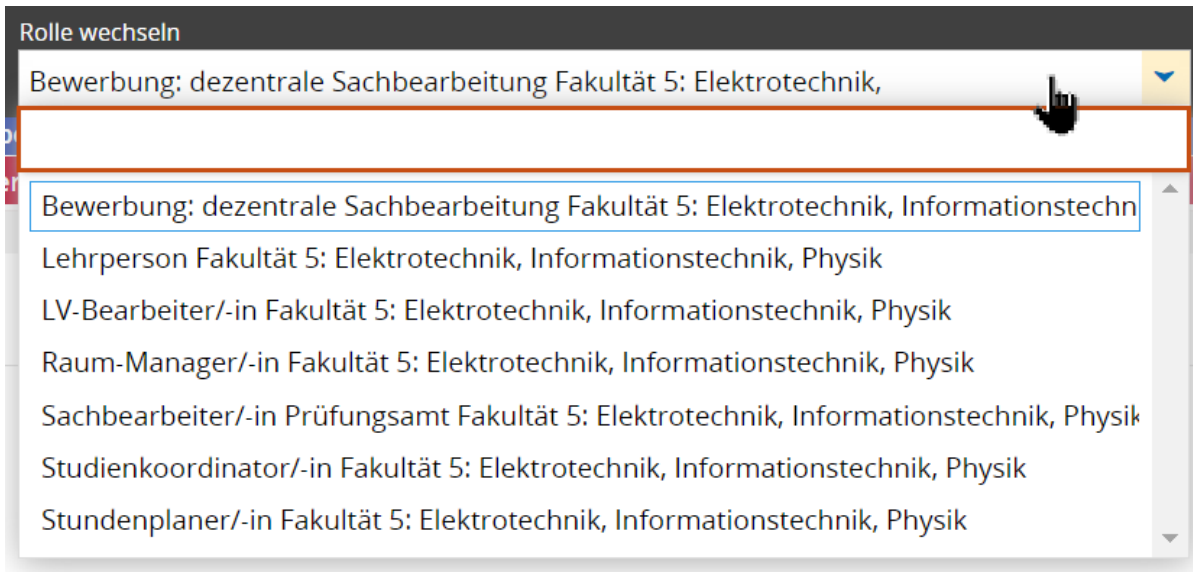 Rolle wechseln
Bewerbung: dezentrale Sachbearbeitung Fakultät 5: Elektrotechnik,
Bewerbung: dezentrale Sachbearbeitung Fakultät 5: Elektrotechnik, Informationstechn
Lehrperson Fakultät 5: Elektrotechnik, Informationstechnik, Physik
LV-Bearbeiter/-in Fakultät 5: Elektrotechnik, Informationstechnik, Physik
Raum-Manager/-in Fakultät 5: Elektrotechnik, Informationstechnik, Physik
Sachbearbeiter/-in Prüfungsamt Fakultät 5: Elektrotechnik, Informationstechnik, Physik
Studienkoordinator/-in Fakultät 5: Elektrotechnik, Informationstechnik, Physik
Stundenplaner/-in Fakultät 5: Elektrotechnik, Informationstechnik, Physik